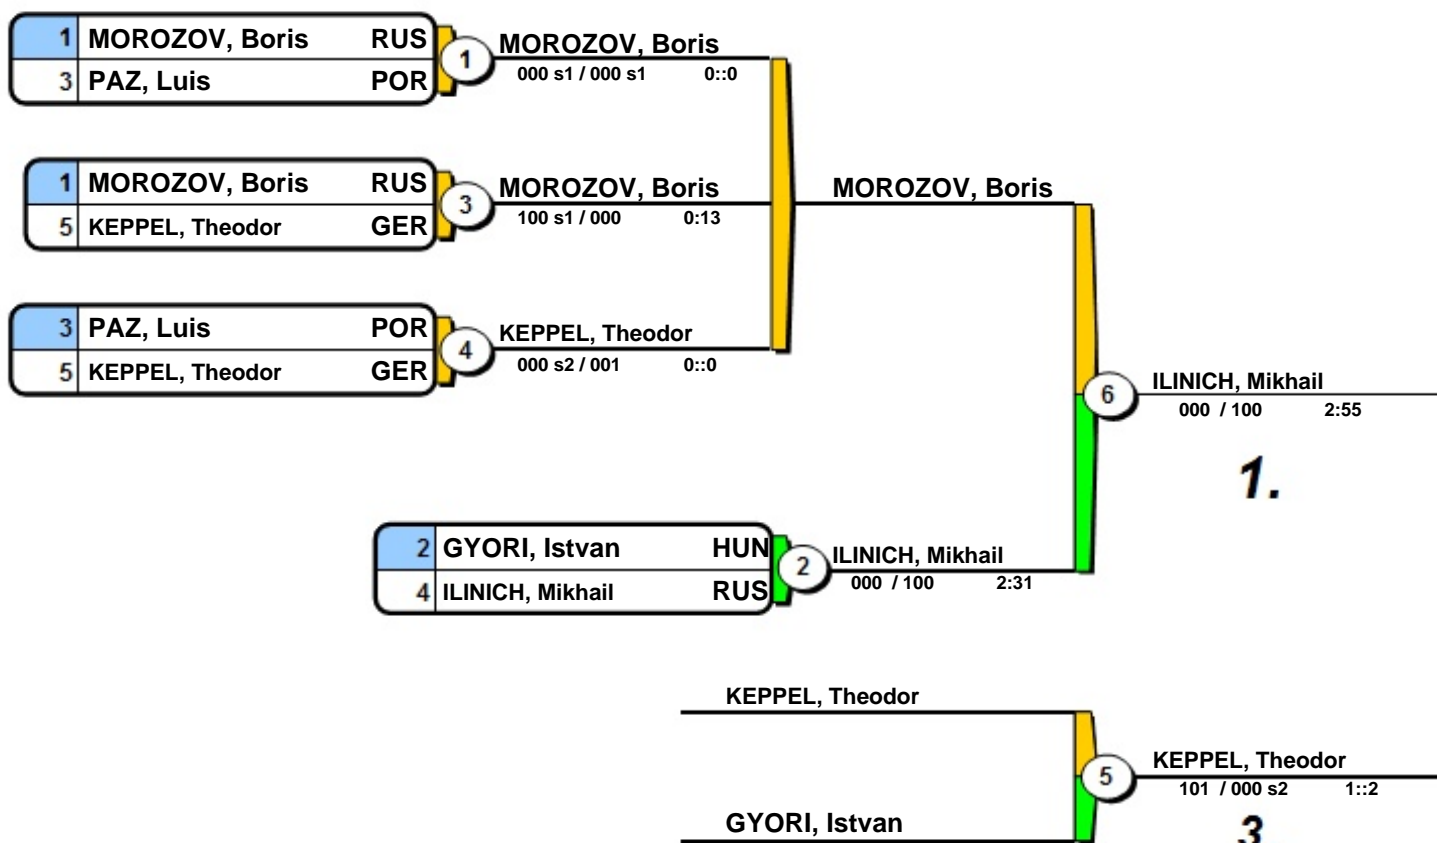 1 MOROZOV, Boris RUS
3 PAZ, Luis POR
1
MOROZOV, Boris
000 s1 / 000 s1 0::0
1 MOROZOV, Boris RUS
5 KEPPEL, Theodor GER
3
MOROZOV, Boris
100 s1 / 000 0:13
MOROZOV, Boris
3 PAZ, Luis POR
5 KEPPEL, Theodor GER
4
KEPPEL, Theodor
000 s2 / 001 0::0
6
ILINICH, Mikhail
000 / 100 2:55
1.
2 GYORI, Istvan HUN
4 ILINICH, Mikhail RUS
2
ILINICH, Mikhail
000 / 100 2:31
KEPPEL, Theodor
5
KEPPEL, Theodor
101 / 000 s2 1::2
GYORI, Istvan
3